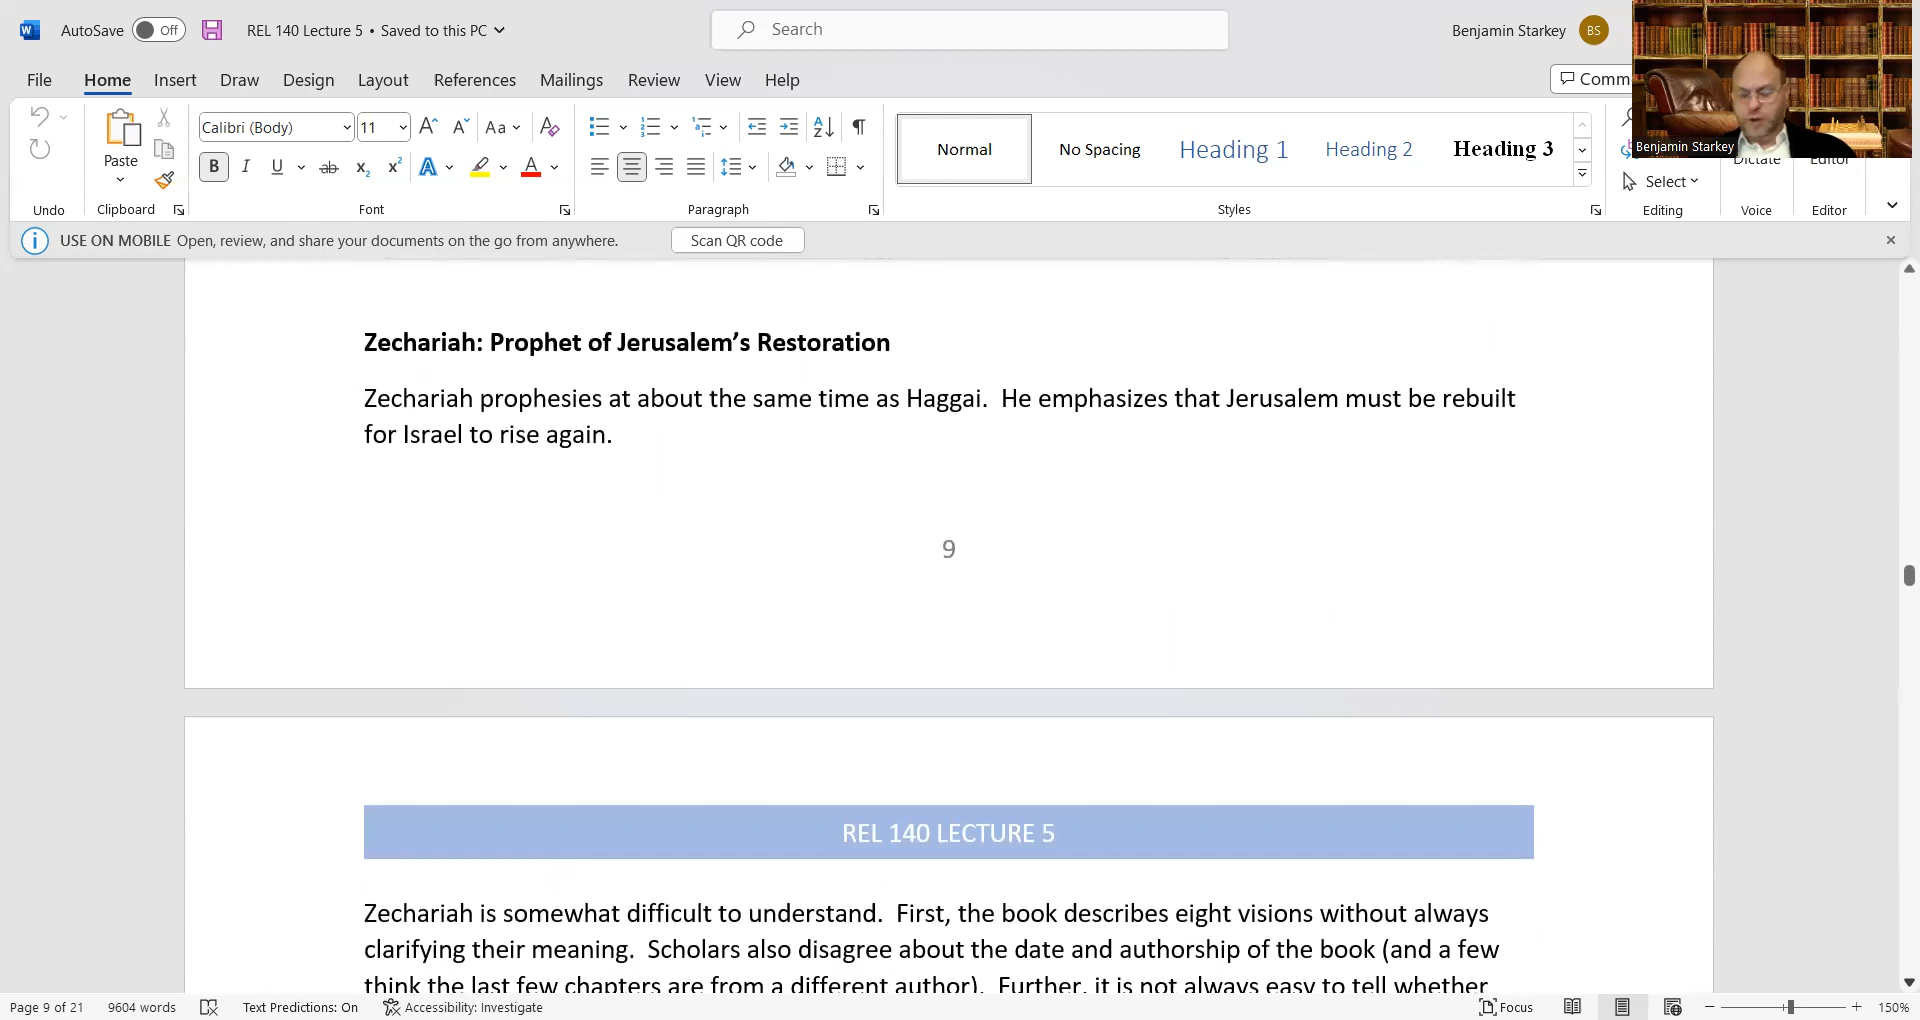 AutoSave Off REL 140 Lecture 5 • Saved to this PC Search Benjamin Starkey BS
File Home Insert Draw Design Layout References Mailings Review View Help Comm
Benjamin Starkey
Calibri (Body) 11 Aa
Paste
B I U ab x2 x2 A A
Normal No Spacing Heading 1 Heading 2 Heading 3
Select
Dictate
Editor
Undo Clipboard Font Paragraph Styles Editing Voice Editor
USE ON MOBILE Open, review, and share your documents on the go from anywhere. Scan QR code
Zechariah: Prophet of Jerusalem’s Restoration
Zechariah prophesies at about the same time as Haggai. He emphasizes that Jerusalem must be rebuilt
for Israel to rise again.
9
REL 140 LECTURE 5
Zechariah is somewhat difficult to understand. First, the book describes eight visions without always
clarifying their meaning. Scholars also disagree about the date and authorship of the book (and a few
think the last few chapters are from a different author). Further, it is not always easy to tell whether
Page 9 of 21 9604 words Text Predictions: On Accessibility: Investigate Focus 150%